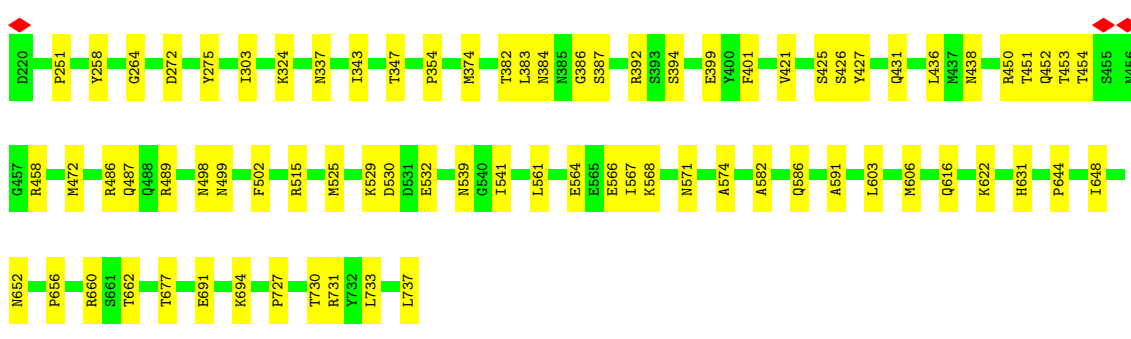 D220 P251 Y258 G264 D272 Y275 I303 K324 N337 I343 T347 P354 M374 T382 L383 N384 N385 G386 S387 R392 S393 S394 E399 Y400 F401 V421 S425 S426 Y427 Q431 L436 M437 N438 R450 T451 Q452 T453 T454 S455 N456
G457 R458 M472 R486 Q487 Q488 R489 N498 N499 F502 R515 M525 K529 D530 D531 E532 N539 G540 I541 L561 E564 E565 E566 I567 K568 N571 A574 A582 Q586 A591 L603 M606 Q616 K622 H631 P644 I648
N652 P656 R660 S661 T662 T677 E691 K694 P727 T730 R731 Y732 L733 L737